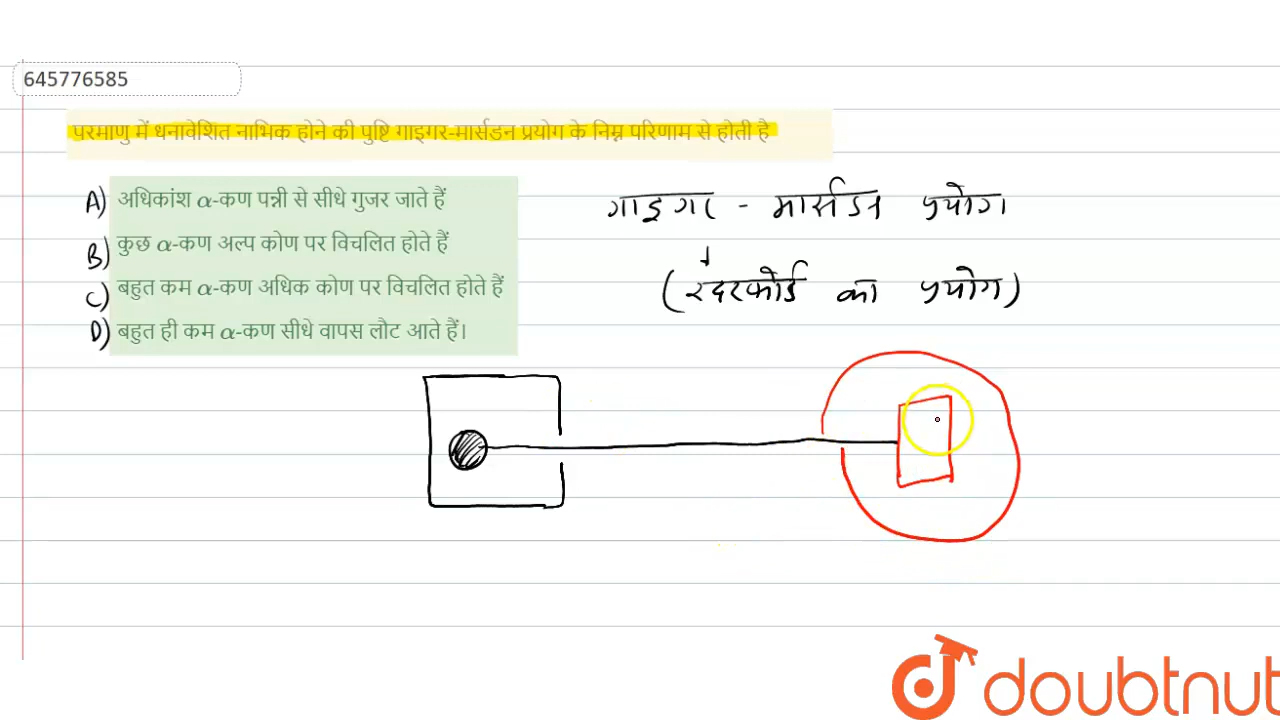 645776585
परमाणु में धनावेशित नाभिक होने की पुष्टि गाइगर-मार्सडन प्रयोग के निम्न परिणाम से होती है
A) अधिकांश α-कण पन्नी से सीधे गुजर जाते हैं
B) कुछ α-कण अल्प कोण पर विचलित होते हैं
C) बहुत कम α-कण अधिक कोण पर विचलित होते हैं
D) बहुत ही कम α-कण सीधे वापस लौट आते हैं।
गाइगर - मार्सडन प्रयोग
(रदरफोर्ड का प्रयोग)
doubtnut